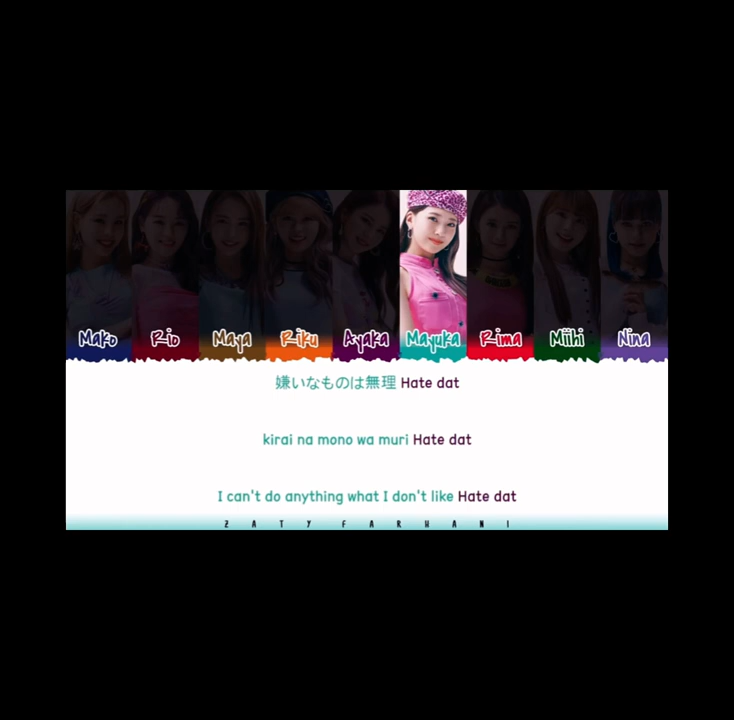 Mako Rio Maya Riku Ayaka Mayuka Rima Miihi Nina
嫌いなものは無理 Hate dat
kirai na mono wa muri Hate dat
I can't do anything what I don't like Hate dat
ZATY FARHANI